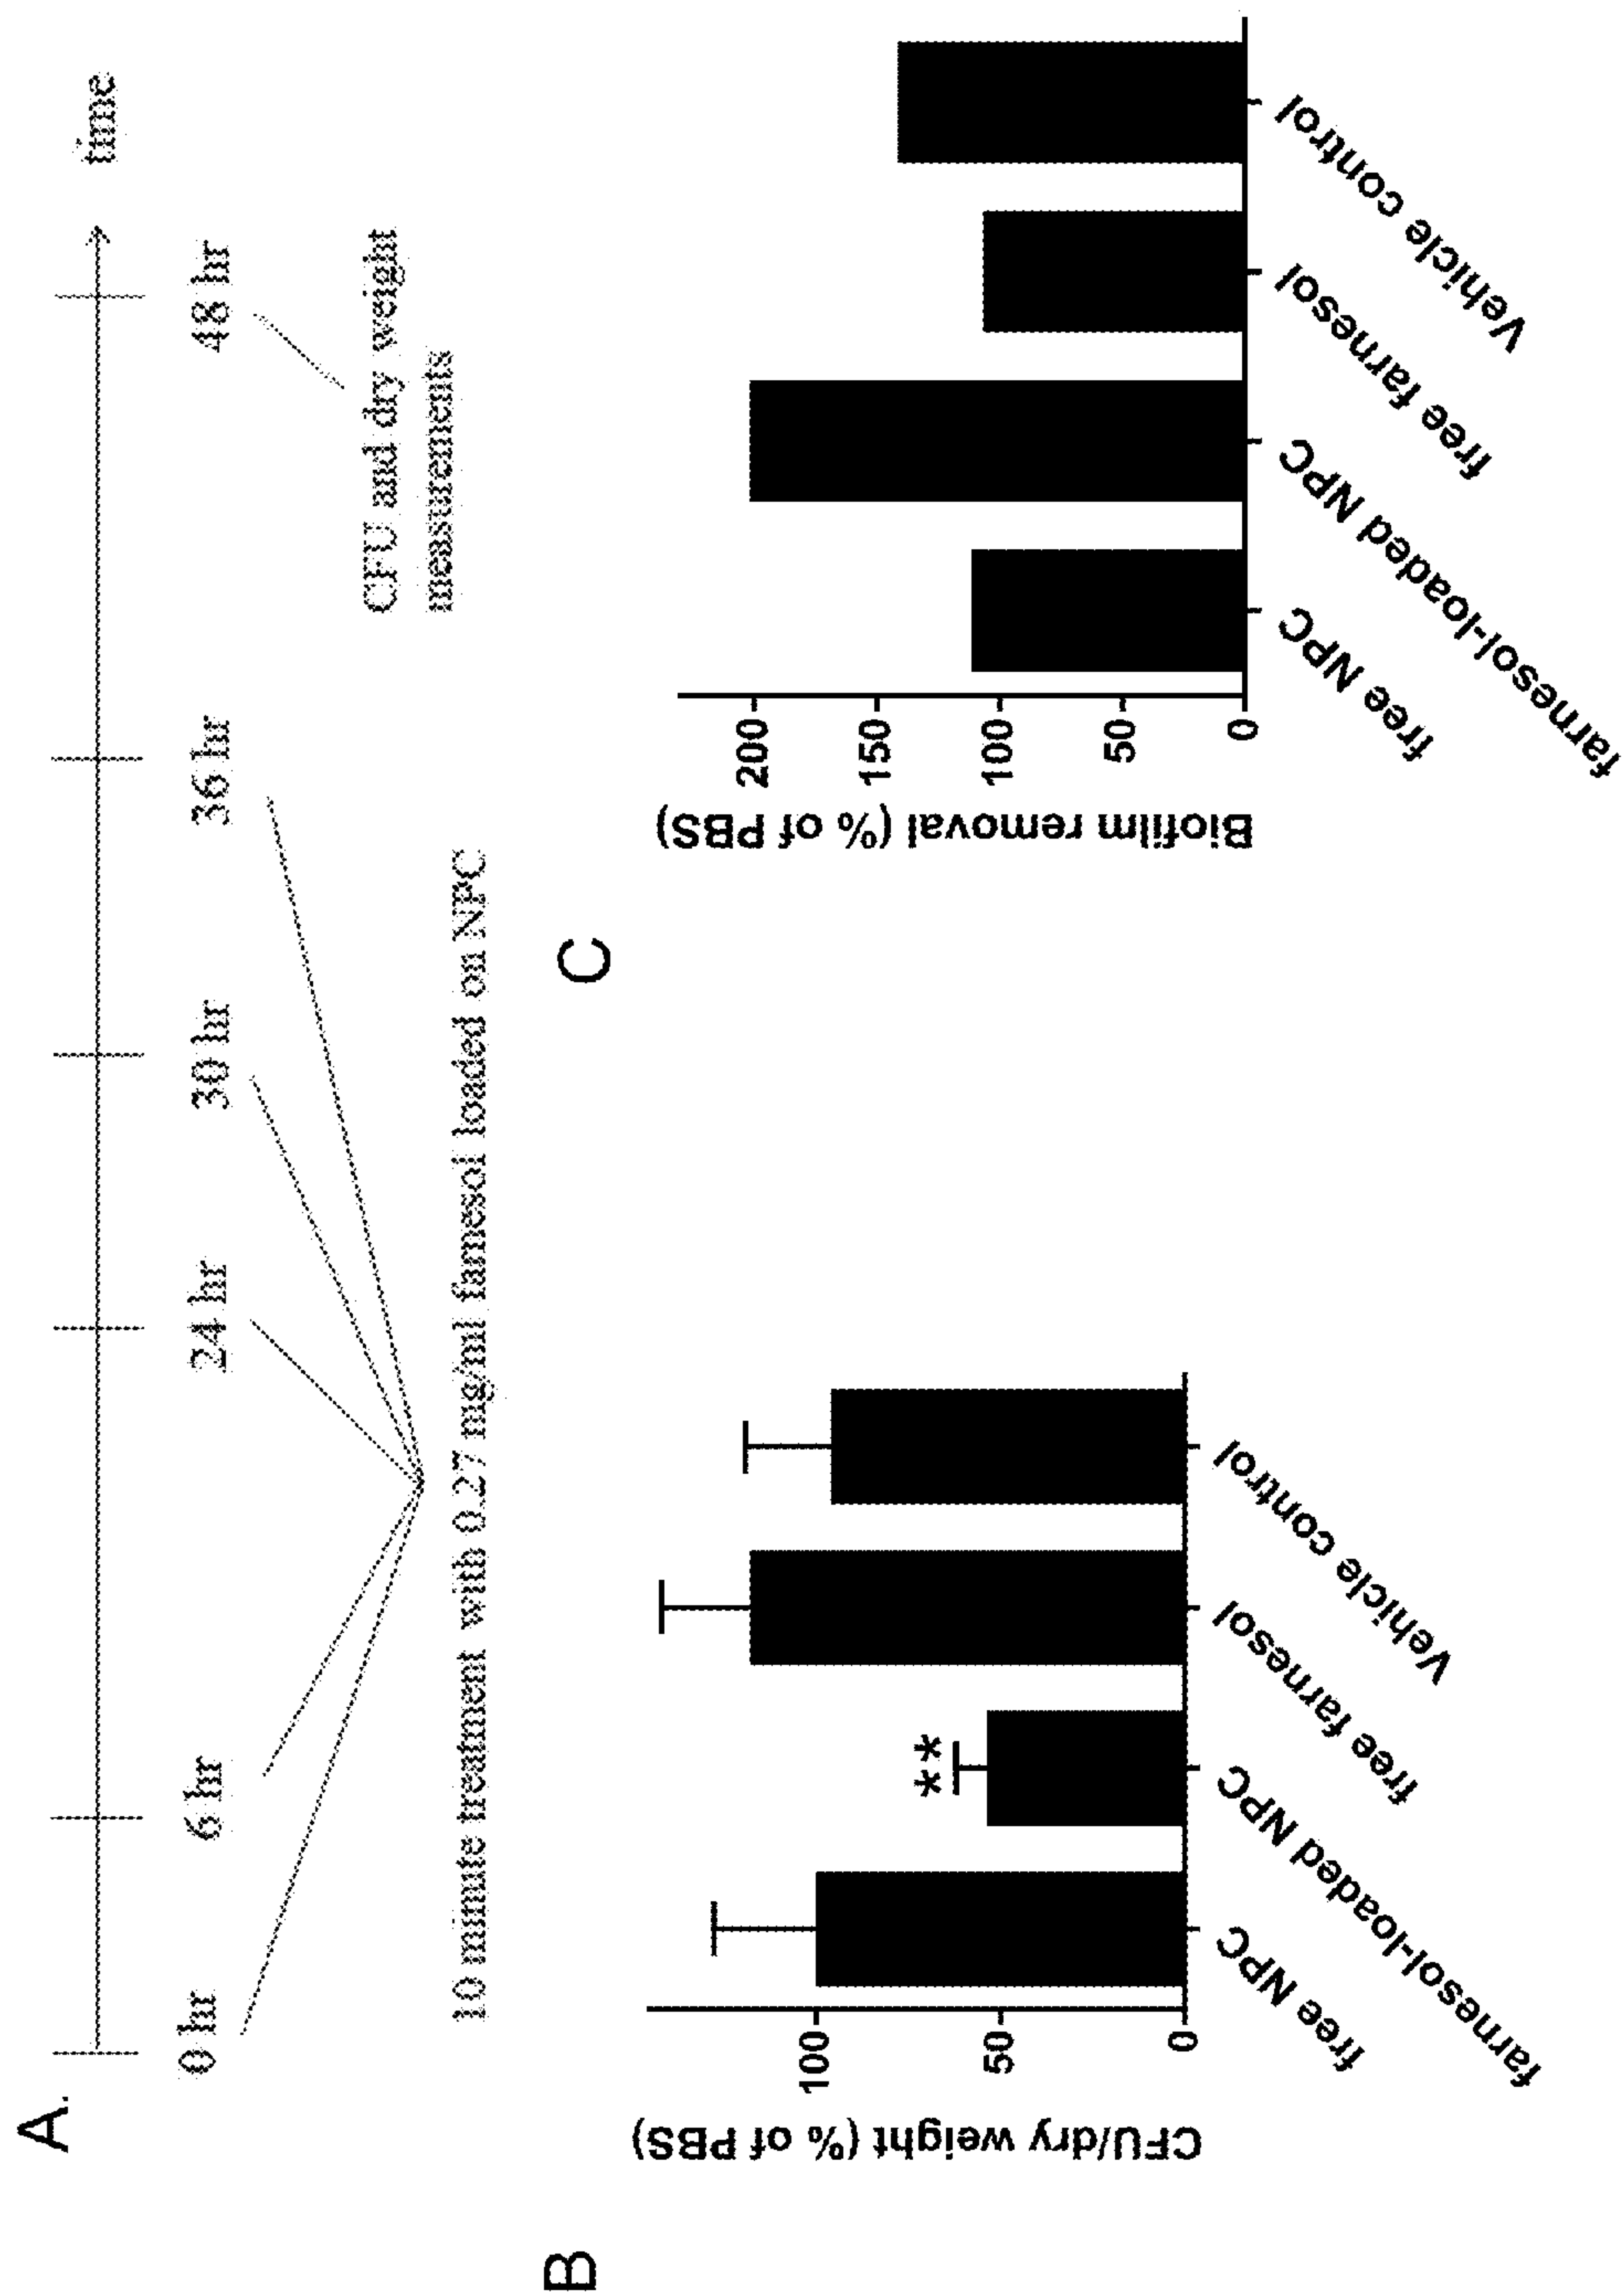 A.
time
0 hr
6 hr
24 hr
30 hr
36 hr
48 hr
10 minute treatment with 0.27 mg/ml farnesol loaded on NPC
CFU and dry weight
measurements
B
CFU/dry weight (% of PBS)
100
50
0
**
free NPC
farnesol-loaded NPC
free farnesol
Vehicle control
C
Biofilm removal (% of PBS)
200
150
100
50
0
free NPC
farnesol-loaded NPC
free farnesol
Vehicle control